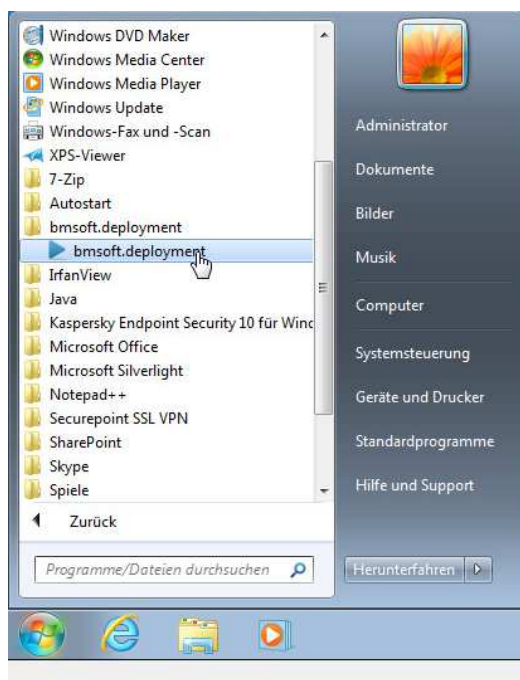 Windows DVD Maker
Windows Media Center
Windows Media Player
Windows Update
Windows-Fax und -Scan
XPS-Viewer
7-Zip
Autostart
bmsoft.deployment
bmsoft.deployment
IrfanView
Java
Kaspersky Endpoint Security 10 für Winc
Microsoft Office
Microsoft Silverlight
Notepad++
Securepoint SSL VPN
SharePoint
Skype
Spiele
Zurück
Programme/Dateien durchsuchen
Administrator
Dokumente
Bilder
Musik
Computer
Systemsteuerung
Geräte und Drucker
Standardprogramme
Hilfe und Support
Herunterfahren